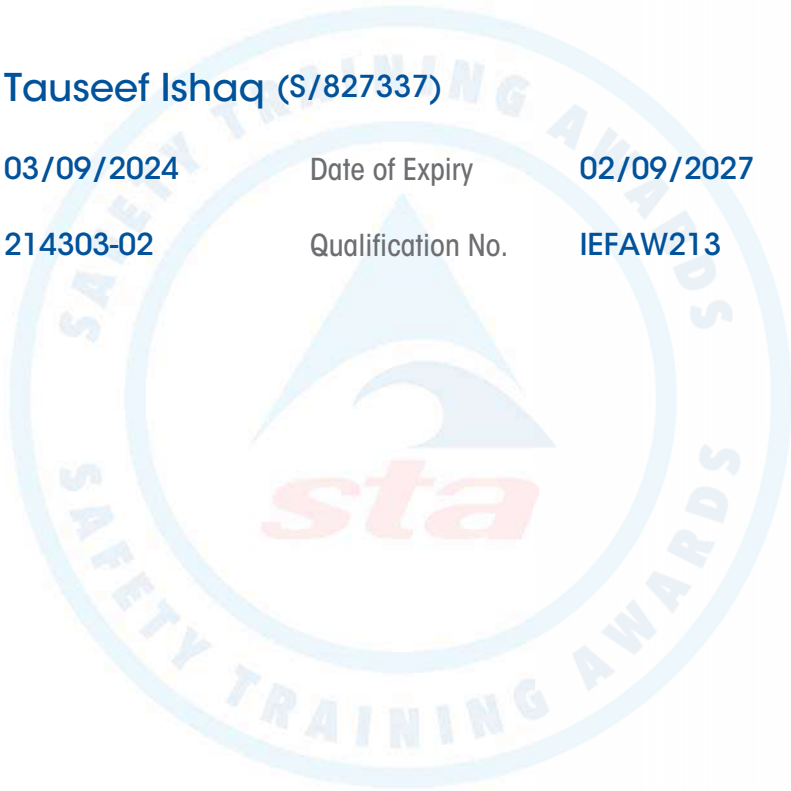 Tauseef Ishaq (S/827337)
03/09/2024 Date of Expiry 02/09/2027
214303-02 Qualification No. IEFAW213
SAFETY TRAINING AWARDS
sta
SAFETY TRAINING AWARDS